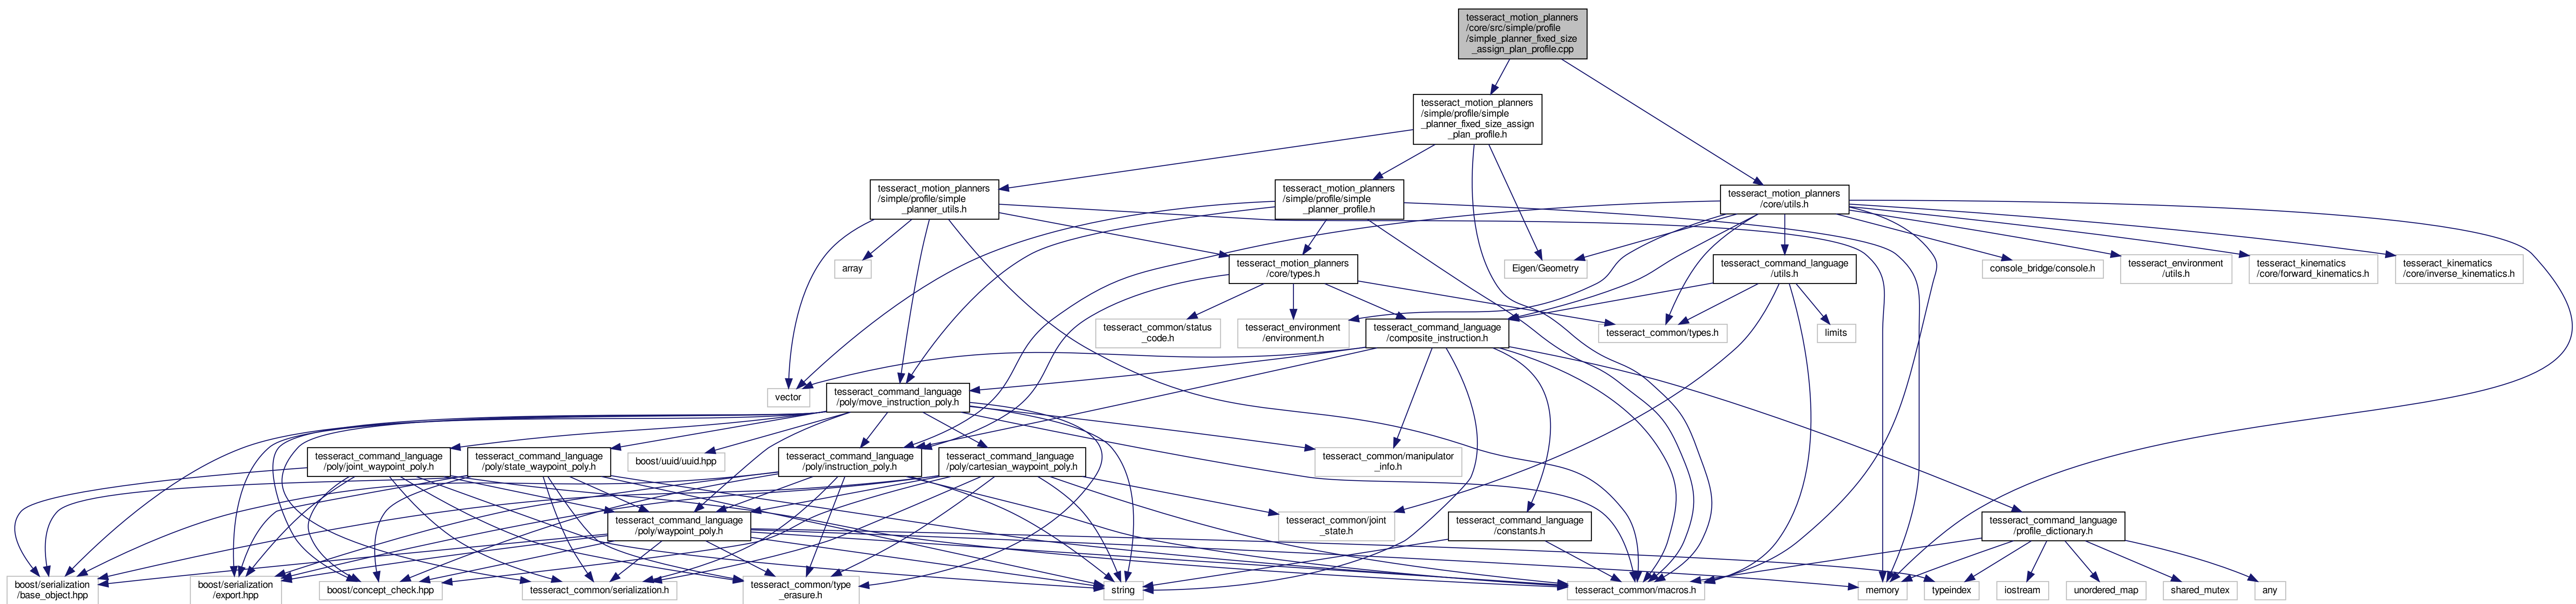 tesseract_motion_planners
/core/src/simple/profile
/simple_planner_fixed_size
_assign_plan_profile.cpp
tesseract_motion_planners
/simple/profile/simple
_planner_fixed_size_assign
_plan_profile.h
tesseract_motion_planners
/simple/profile/simple
_planner_utils.h
tesseract_motion_planners
/simple/profile/simple
_planner_profile.h
tesseract_motion_planners
/core/utils.h
array
tesseract_motion_planners
/core/types.h
Eigen/Geometry
tesseract_command_language
/utils.h
console_bridge/console.h
tesseract_environment
/utils.h
tesseract_kinematics
/core/forward_kinematics.h
tesseract_kinematics
/core/inverse_kinematics.h
tesseract_common/status
_code.h
tesseract_environment
/environment.h
tesseract_command_language
/composite_instruction.h
tesseract_common/types.h
limits
vector
tesseract_command_language
/poly/move_instruction_poly.h
tesseract_command_language
/poly/joint_waypoint_poly.h
tesseract_command_language
/poly/state_waypoint_poly.h
boost/uuid/uuid.hpp
tesseract_command_language
/poly/instruction_poly.h
tesseract_command_language
/poly/cartesian_waypoint_poly.h
tesseract_common/manipulator
_info.h
tesseract_command_language
/poly/waypoint_poly.h
tesseract_common/joint
_state.h
tesseract_command_language
/constants.h
tesseract_command_language
/profile_dictionary.h
boost/serialization
/base_object.hpp
boost/serialization
/export.hpp
boost/concept_check.hpp
tesseract_common/serialization.h
tesseract_common/type
_erasure.h
string
tesseract_common/macros.h
memory
typeindex
iostream
unordered_map
shared_mutex
any